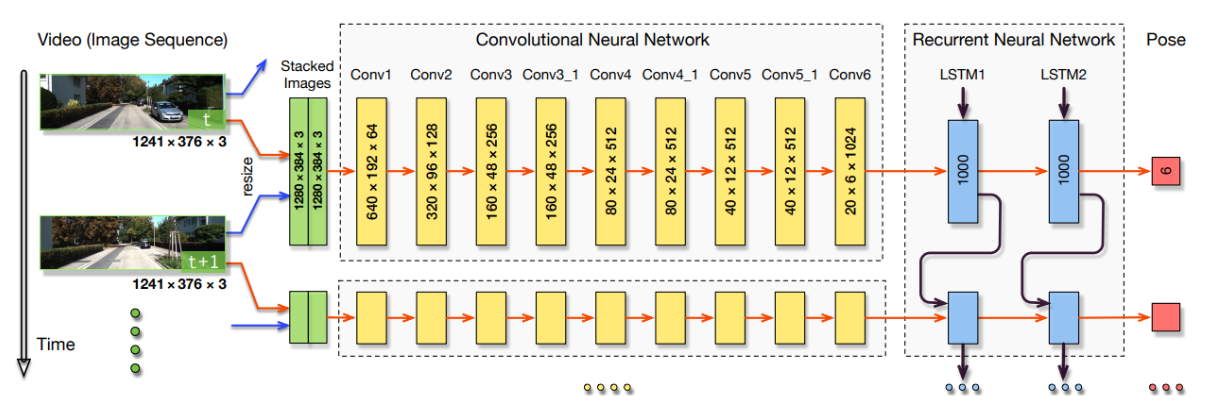 Video (Image Sequence)
Convolutional Neural Network
Recurrent Neural Network
Pose
Stacked
Images
Conv1
Conv2
Conv3
Conv3_1
Conv4
Conv4_1
Conv5
Conv5_1
Conv6
LSTM1
LSTM2
t
1241 × 376 × 3
resize
1280 × 384 × 3
1280 × 384 × 3
640 × 192 × 64
320 × 96 × 128
160 × 48 × 256
160 × 48 × 256
80 × 24 × 512
80 × 24 × 512
40 × 12 × 512
40 × 12 × 512
20 × 6 × 1024
1000
1000
6
t+1
1241 × 376 × 3
Time